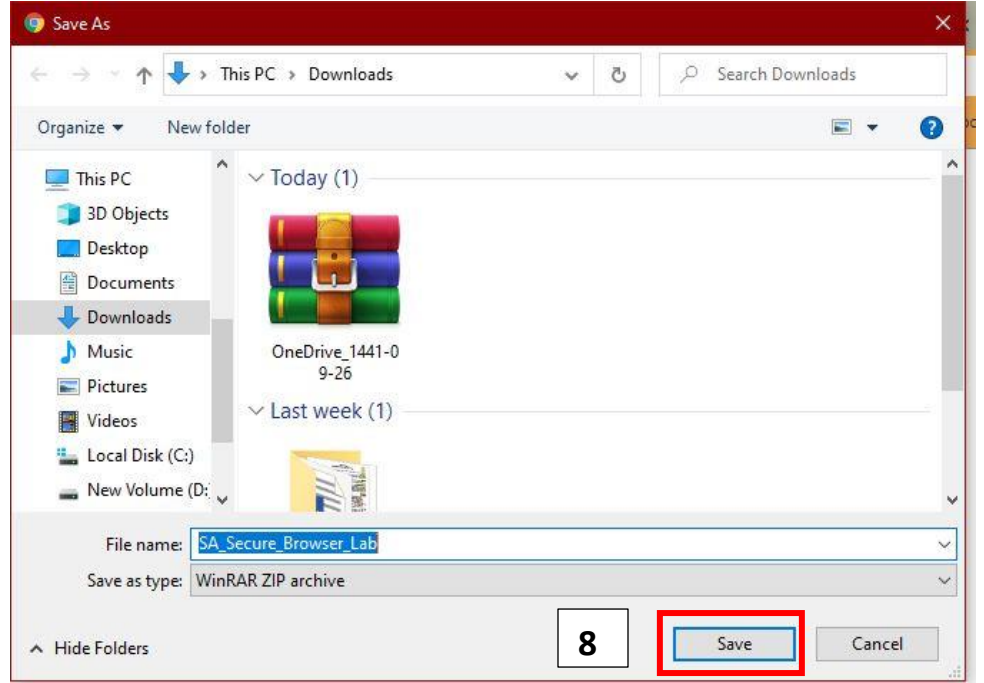 Save As
This PC > Downloads
Search Downloads
Organize
New folder
?
This PC
3D Objects
Desktop
Documents
Downloads
Music
Pictures
Videos
Local Disk (C:)
New Volume (D:
Today (1)
OneDrive_1441-0
9-26
Last week (1)
File name: SA_Secure_Browser_Lab
Save as type: WinRAR ZIP archive
Hide Folders
8
Save
Cancel